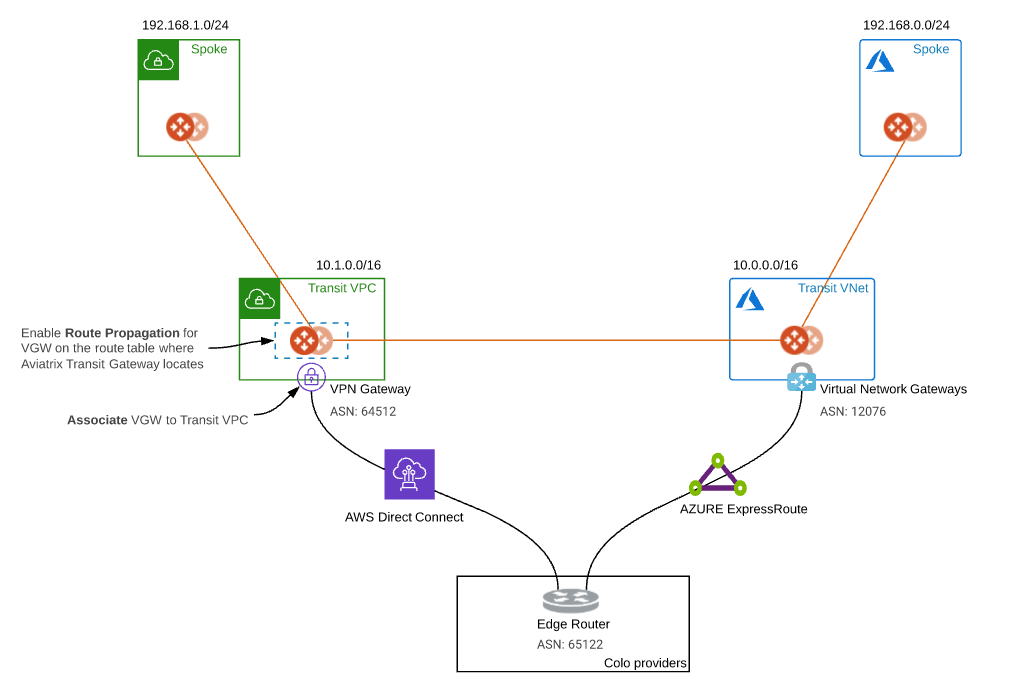 192.168.1.0/24
192.168.0.0/24
Spoke
Spoke
10.1.0.0/16
10.0.0.0/16
Transit VPC
Transit VNet
Enable Route Propagation for
VGW on the route table where
Aviatrix Transit Gateway locates
VPN Gateway
ASN: 64512
Virtual Network Gateways
ASN: 12076
Associate VGW to Transit VPC
AWS Direct Connect
AZURE ExpressRoute
Edge Router
ASN: 65122
Colo providers